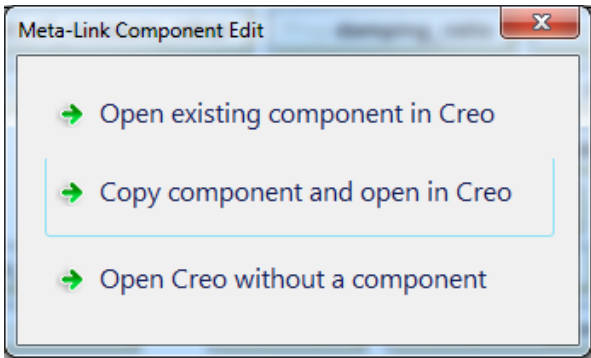 Meta-Link Component Edit
Open existing component in Creo
Copy component and open in Creo
Open Creo without a component